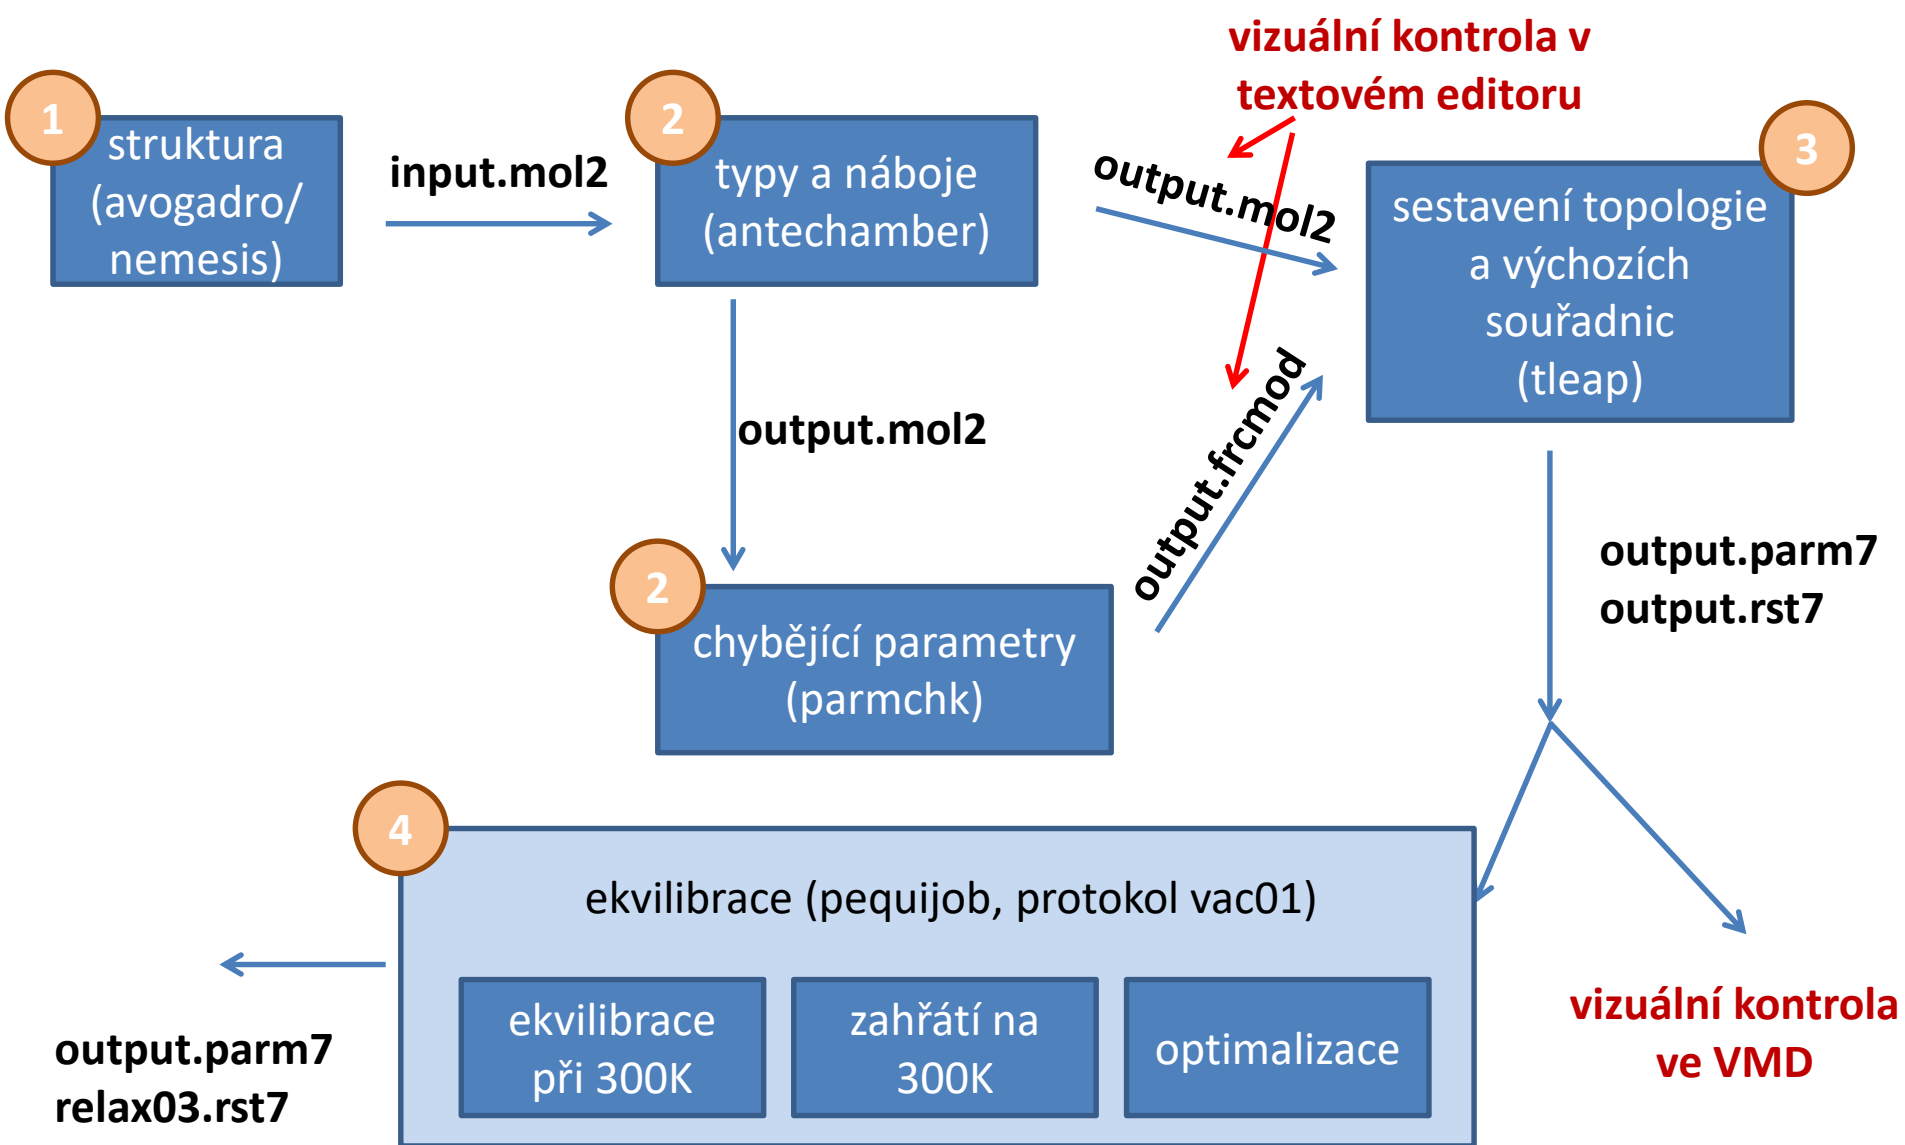 vizuální kontrola v
textovém editoru
1
struktura
(avogadro/
nemesis)
input.mol2
2
typy a náboje
(antechamber)
output.mol2
3
sestavení topologie
a výchozích
souřadnic
(tleap)
output.mol2
output.frcmod
2
chybějící parametry
(parmchk)
output.parm7
output.rst7
4
ekvilibrace (pequijob, protokol vac01)
ekvilibrace
při 300K
zahřátí na
300K
optimalizace
vizuální kontrola
ve VMD
output.parm7
relax03.rst7